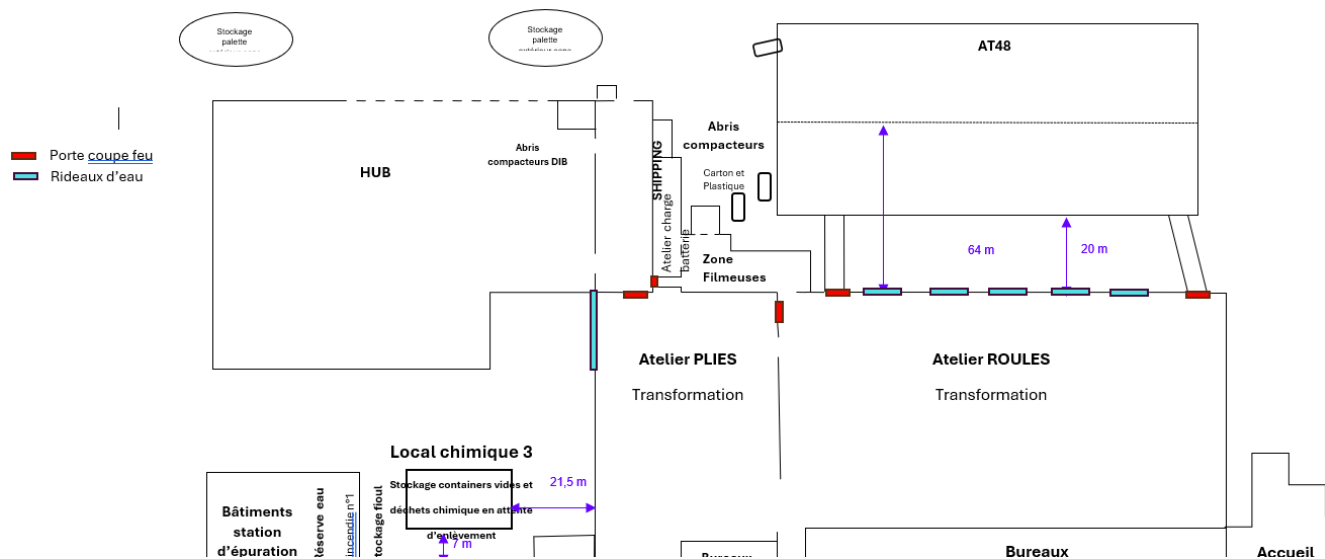 Stockage
palette
Stockage
palette
AT48
Porte coupe feu
Rideaux d'eau
HUB
Abris
compacteurs DIB
SHIPPING
Atelier charge
batterie
Abris
compacteurs
Carton et
Plastique
Zone
Filmeuses
64 m
20 m
Atelier PLIES
Transformation
Atelier ROULES
Transformation
Local chimique 3
Stockage containers vides et
déchets chimique en attente
d'enlèvement
21,5 m
7 m
Bâtiments
station
d'épuration
Réserve eau
incendie n°1
Stockage fioul
Bureaux
Bureaux
Accueil